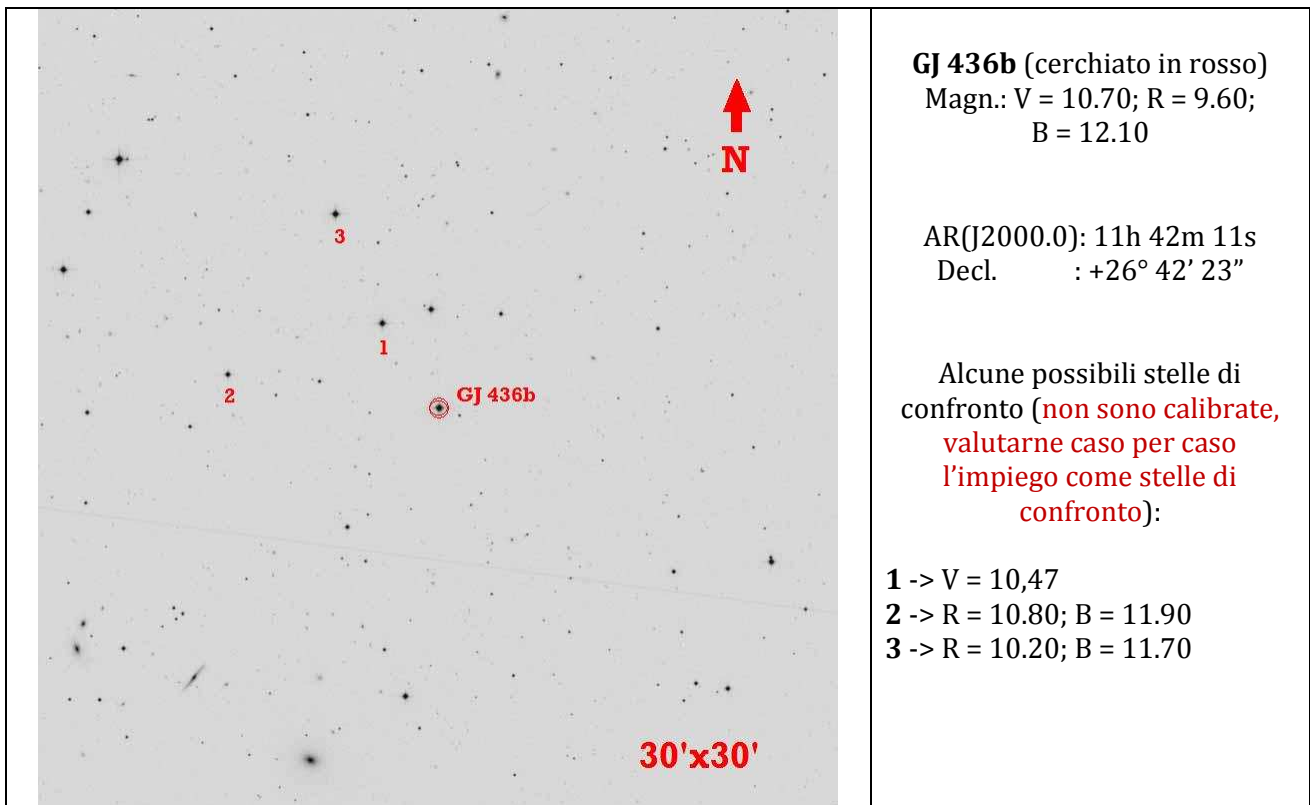 N
3
1
2
GJ 436b
30'x30'
GJ 436b (cerchiato in rosso)
Magn.: V = 10.70; R = 9.60;
B = 12.10
AR(J2000.0): 11h 42m 11s
Decl. : +26° 42’ 23”
Alcune possibili stelle di
confronto (non sono calibrate,
valutarne caso per caso
l’impiego come stelle di
confronto):
1 -> V = 10,47
2 -> R = 10.80; B = 11.90
3 -> R = 10.20; B = 11.70